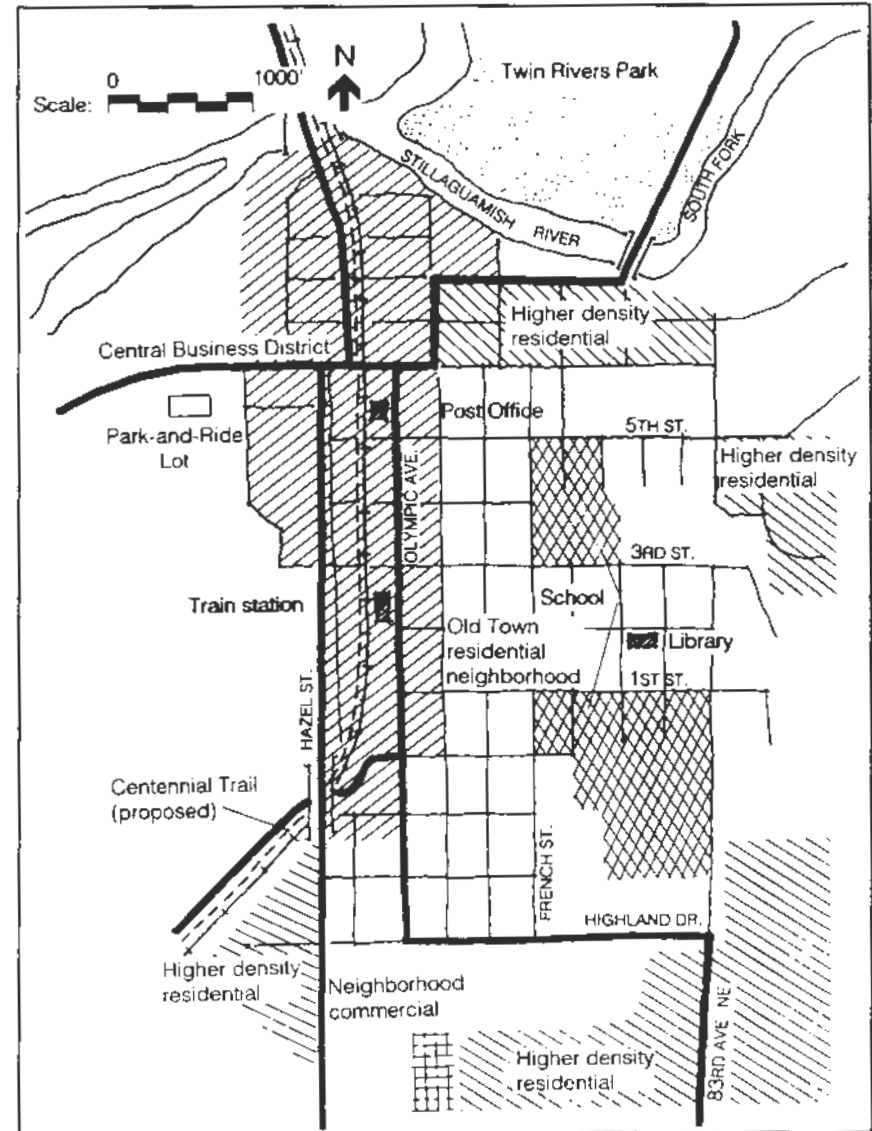 N
0
1000'
Scale:
Twin Rivers Park
STILLAGUAMISH
RIVER
SOUTH FORK
Higher density
residential
Central Business District
Post Office
5TH ST.
Park-and-Ride
Lot
Higher density
residential
OLYMPIC AVE.
3RD ST.
School
Train station
Old Town
residential
neighborhood
Library
1ST ST.
HAZEL ST.
Centennial Trail
(proposed)
FRENCH ST.
HIGHLAND DR.
Higher density
residential
Neighborhood
commercial
Higher density
residential
83RD AVE NE.